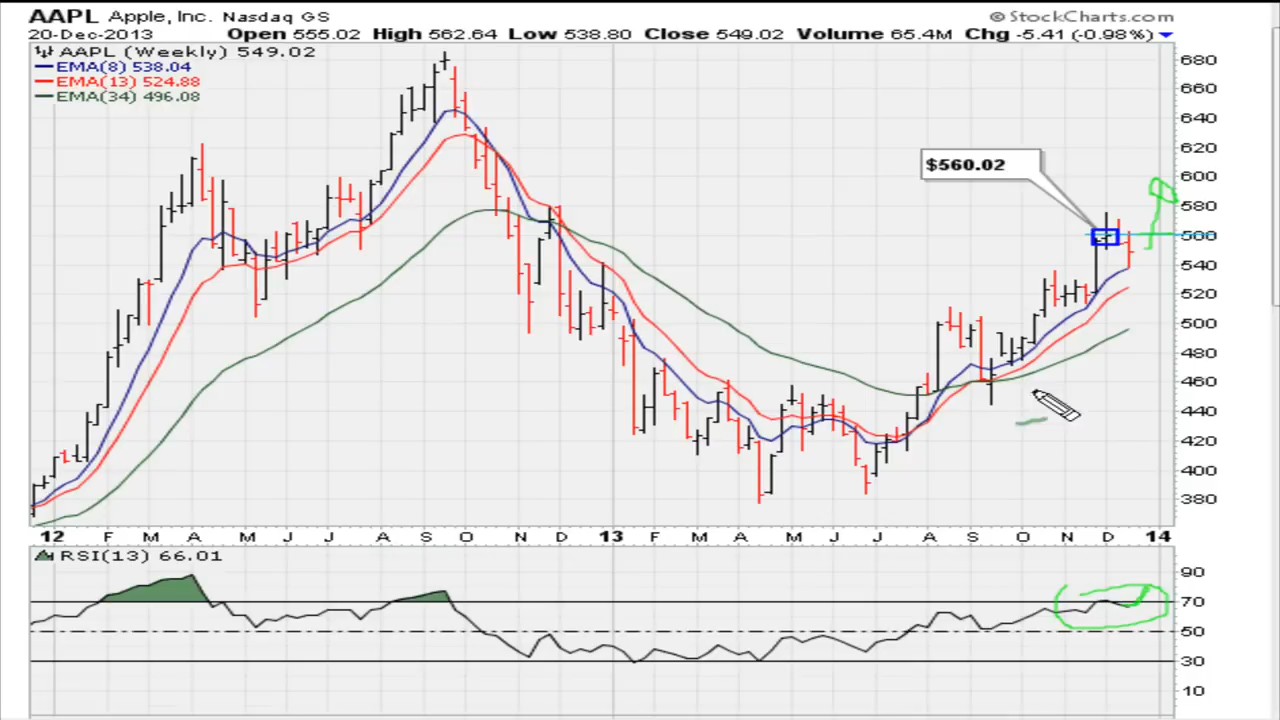 AAPL Apple, Inc. Nasdaq GS
© StockCharts.com
20-Dec-2013 Open 555.02 High 562.64 Low 538.80 Close 549.02 Volume 65.4M Chg -5.41 (-0.98%)
AAPL (Weekly) 549.02
EMA(8) 538.04
EMA(13) 524.88
EMA(34) 496.08
$560.02
680
660
640
620
600
580
560
540
520
500
480
460
440
420
400
380
12 F M A M J J A S O N D 13 F M A M J J A S O N D 14
RSI(13) 66.01
90
70
50
30
10